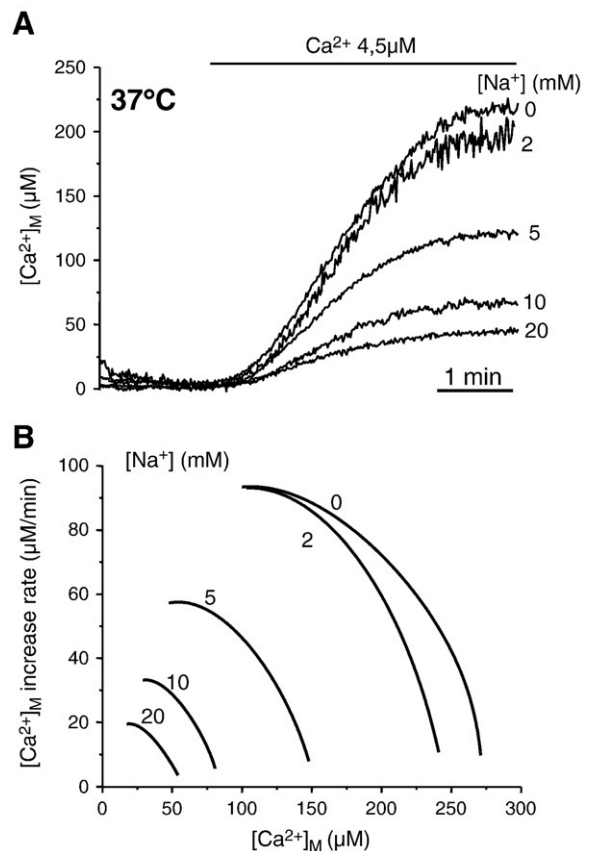 A
Ca²⁺ 4,5μM
250
200
150
100
50
0
[Ca²⁺]M (μM)
37°C
[Na⁺] (mM)
0
2
5
10
20
1 min
B
[Na⁺] (mM)
100
80
60
40
20
0
[Ca²⁺]M increase rate (μM/min)
0
2
5
10
20
0 50 100 150 200 250 300
[Ca²⁺]M (μM)